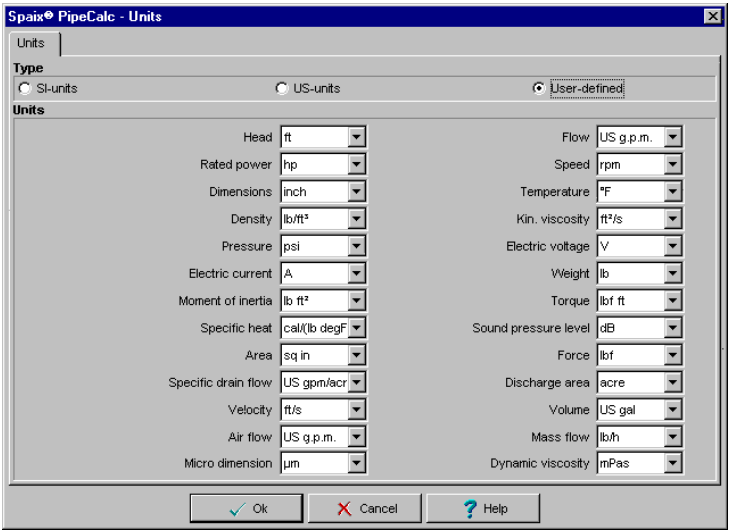 Spaix® PipeCalc - Units
Units
Type
SI-units US-units User-defined
Units
Head ft Flow US g.p.m.
Rated power hp Speed rpm
Dimensions inch Temperature °F
Density lb/ft³ Kin. viscosity ft²/s
Pressure psi Electric voltage V
Electric current A Weight lb
Moment of inertia lb ft² Torque lbf ft
Specific heat cal/(lb degF Sound pressure level dB
Area sq in Force lbf
Specific drain flow US gpm/acr Discharge area acre
Velocity ft/s Volume US gal
Air flow US g.p.m. Mass flow lb/h
Micro dimension µm Dynamic viscosity mPas
Ok Cancel ? Help